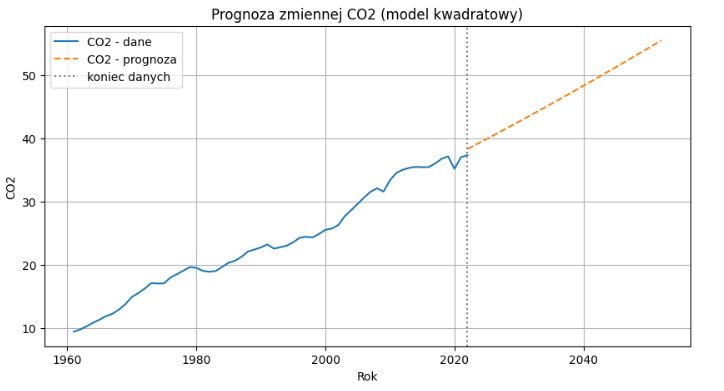 Prognoza zmiennej CO2 (model kwadratowy)
CO2 - dane
CO2 - prognoza
koniec danych
50
40
30
20
10
CO2
1960
1980
2000
2020
2040
Rok